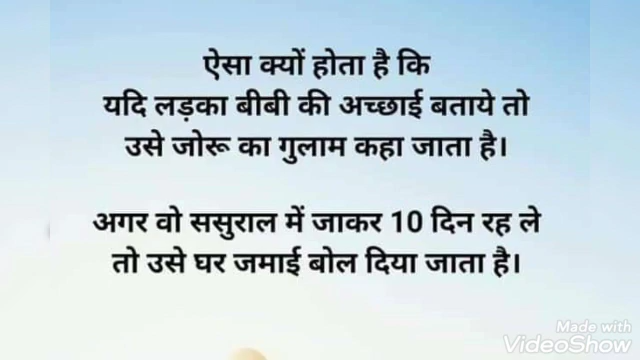 ऐसा क्यों होता है कि
यदि लड़का बीबी की अच्छाई बताये तो
उसे जोरू का गुलाम कहा जाता है।
अगर वो ससुराल में जाकर 10 दिन रह ले
तो उसे घर जमाई बोल दिया जाता है।
Made with
VideoShow